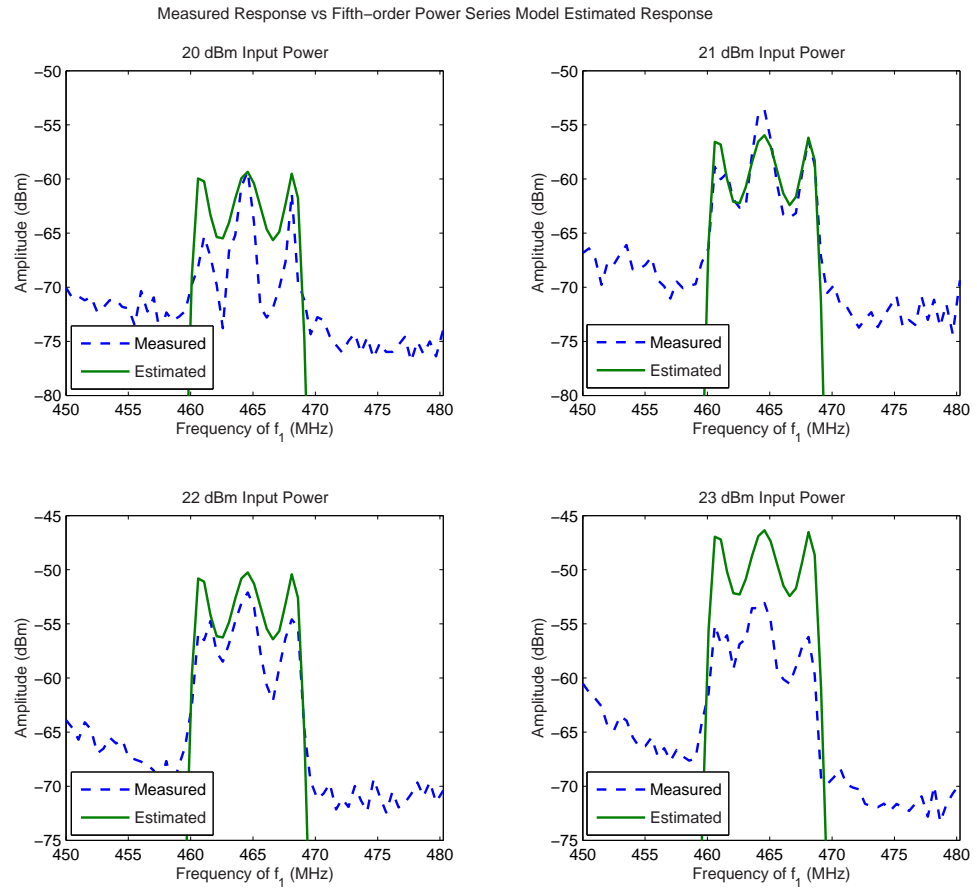 Measured Response vs Fifth−order Power Series Model Estimated Response
20 dBm Input Power
−50
−55
−60
−65
−70
−75
−80
Amplitude (dBm)
Measured
Estimated
450 455 460 465 470 475 480
Frequency of f1 (MHz)
21 dBm Input Power
−50
−55
−60
−65
−70
−75
−80
Amplitude (dBm)
Measured
Estimated
450 455 460 465 470 475 480
Frequency of f1 (MHz)
22 dBm Input Power
−45
−50
−55
−60
−65
−70
−75
Amplitude (dBm)
Measured
Estimated
450 455 460 465 470 475 480
Frequency of f1 (MHz)
23 dBm Input Power
−45
−50
−55
−60
−65
−70
−75
Amplitude (dBm)
Measured
Estimated
450 455 460 465 470 475 480
Frequency of f1 (MHz)